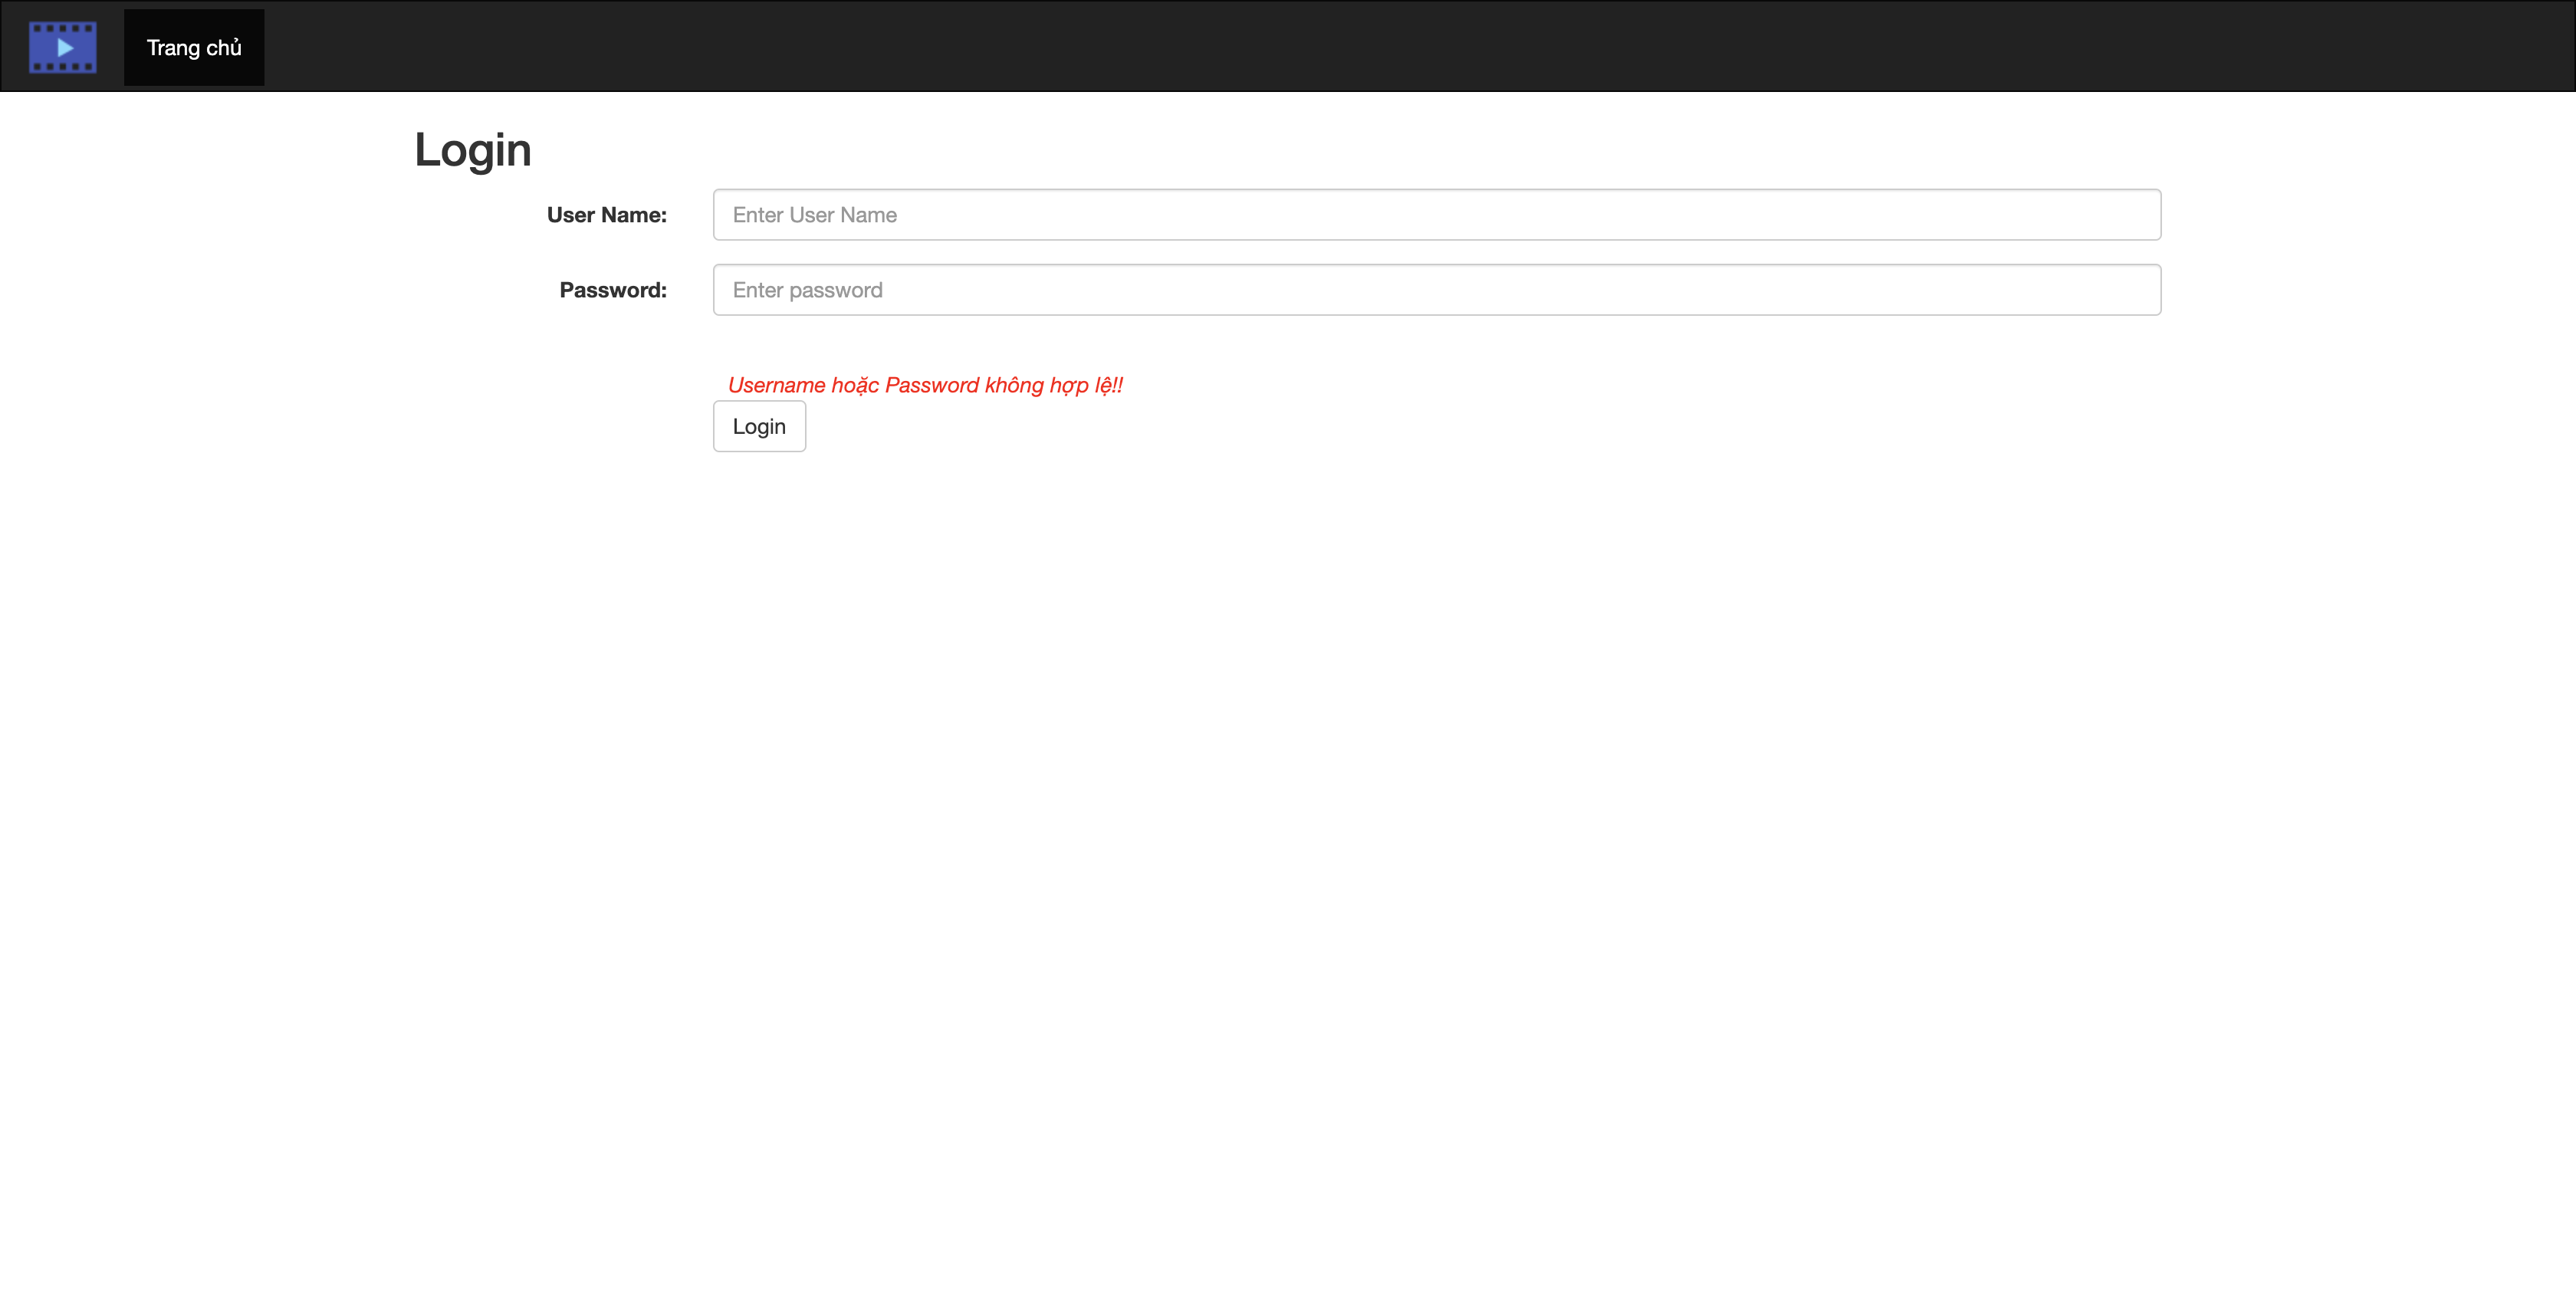 Trang chủ
Login
User Name:
Enter User Name
Password:
Enter password
Username hoặc Password không hợp lệ!!
Login